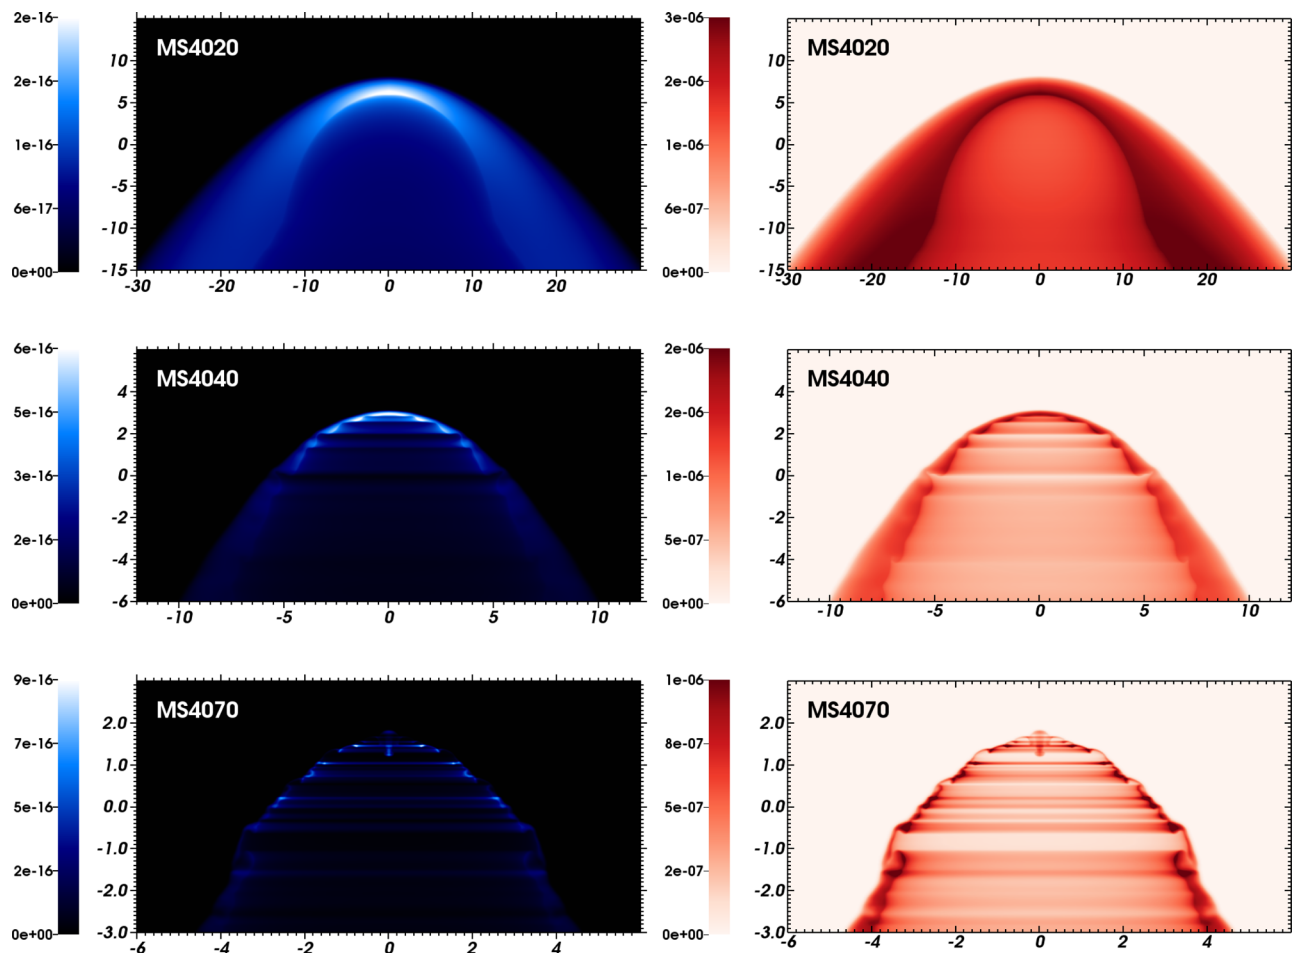 2e-16
2e-16
1e-16
6e-17
0e+00
MS4020
10
5
0
-5
-10
-15
-30 -20 -10 0 10 20
3e-06
2e-06
1e-06
6e-07
0e+00
MS4020
10
5
0
-5
-10
-15
-30 -20 -10 0 10 20
6e-16
5e-16
3e-16
2e-16
0e+00
MS4040
4
2
0
-2
-4
-6
-10 -5 0 5 10
2e-06
2e-06
1e-06
5e-07
0e+00
MS4040
4
2
0
-2
-4
-6
-10 -5 0 5 10
9e-16
7e-16
5e-16
2e-16
0e+00
MS4070
2.0
1.0
0.0
-1.0
-2.0
-3.0
-6 -4 -2 0 2 4
1e-06
8e-07
5e-07
2e-07
0e+00
MS4070
2.0
1.0
0.0
-1.0
-2.0
-3.0
-6 -4 -2 0 2 4